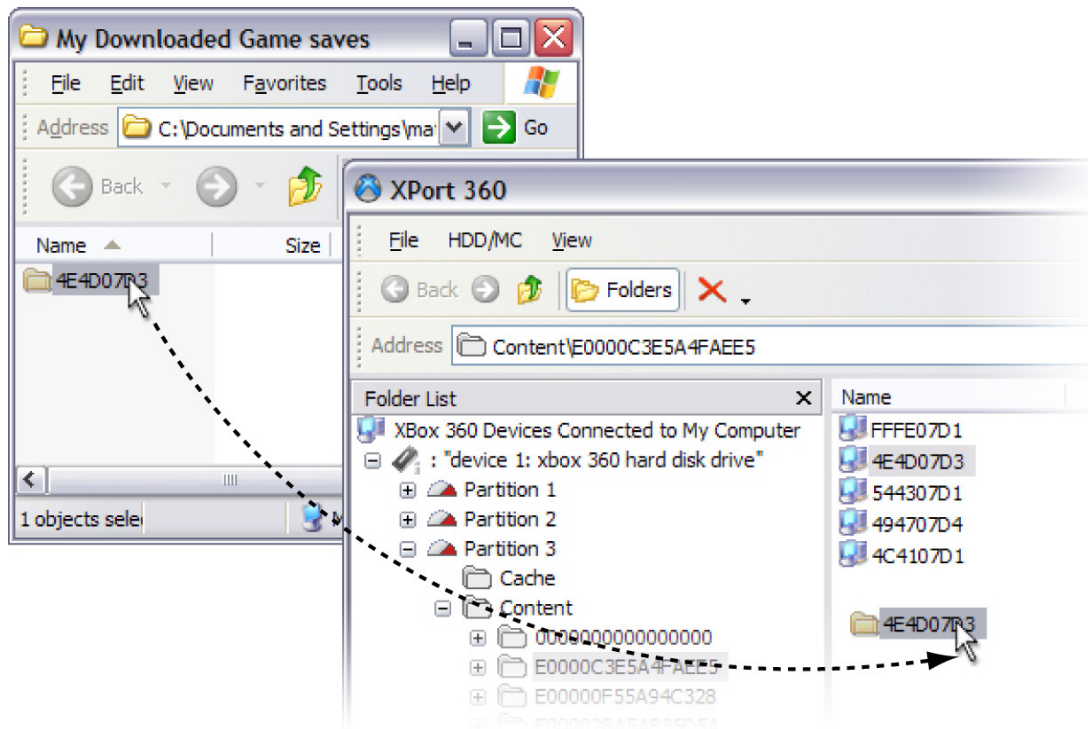 My Downloaded Game saves
File Edit View Favorites Tools Help
Address C:\Documents and Settings\ma Go
Back
Name Size
4E4D07D3
1 objects sele
XPort 360
File HDD/MC View
Back Folders
Address Content\E0000C3E5A4FAEE5
Folder List X
XBox 360 Devices Connected to My Computer
: "device 1: xbox 360 hard disk drive"
Partition 1
Partition 2
Partition 3
Cache
Content
0000000000000000
E0000C3E5A4FAEE5
E00000F55A94C328
Name
FFFE07D1
4E4D07D3
544307D1
494707D4
4C4107D1
4E4D07D3